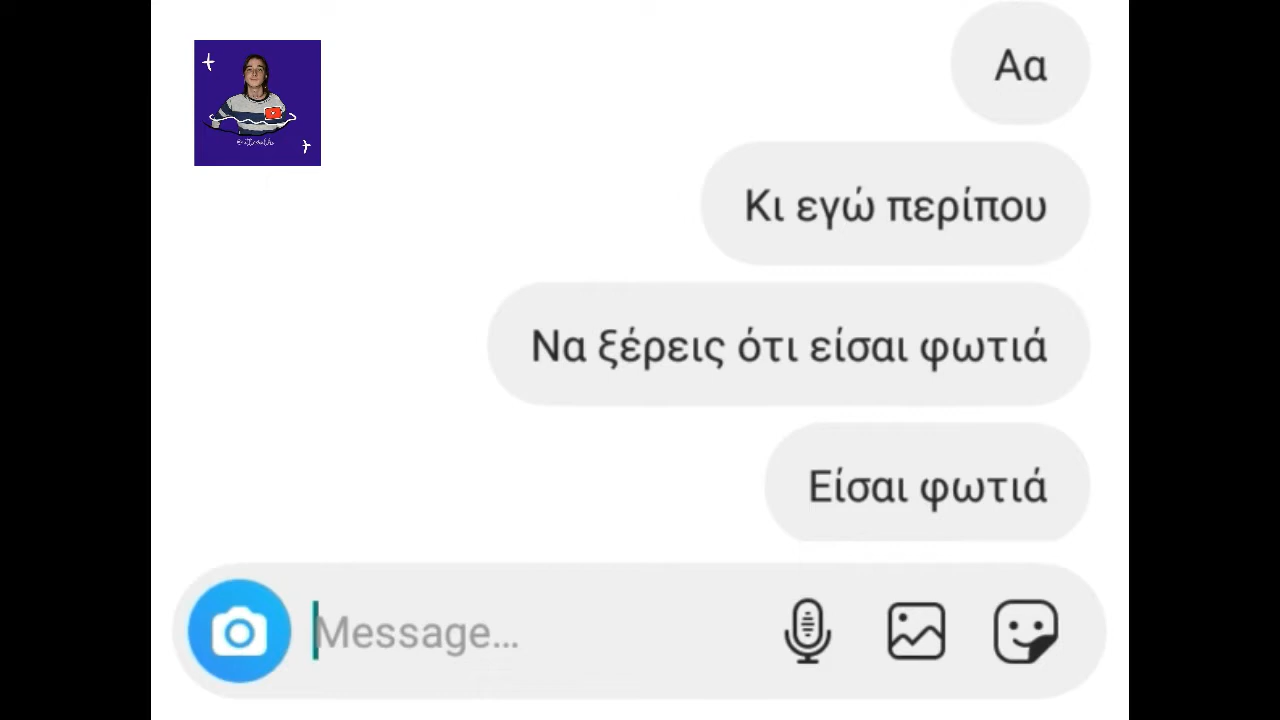 Αα
Κι εγώ περίπου
Να ξέρεις ότι είσαι φωτιά
Είσαι φωτιά
Message...